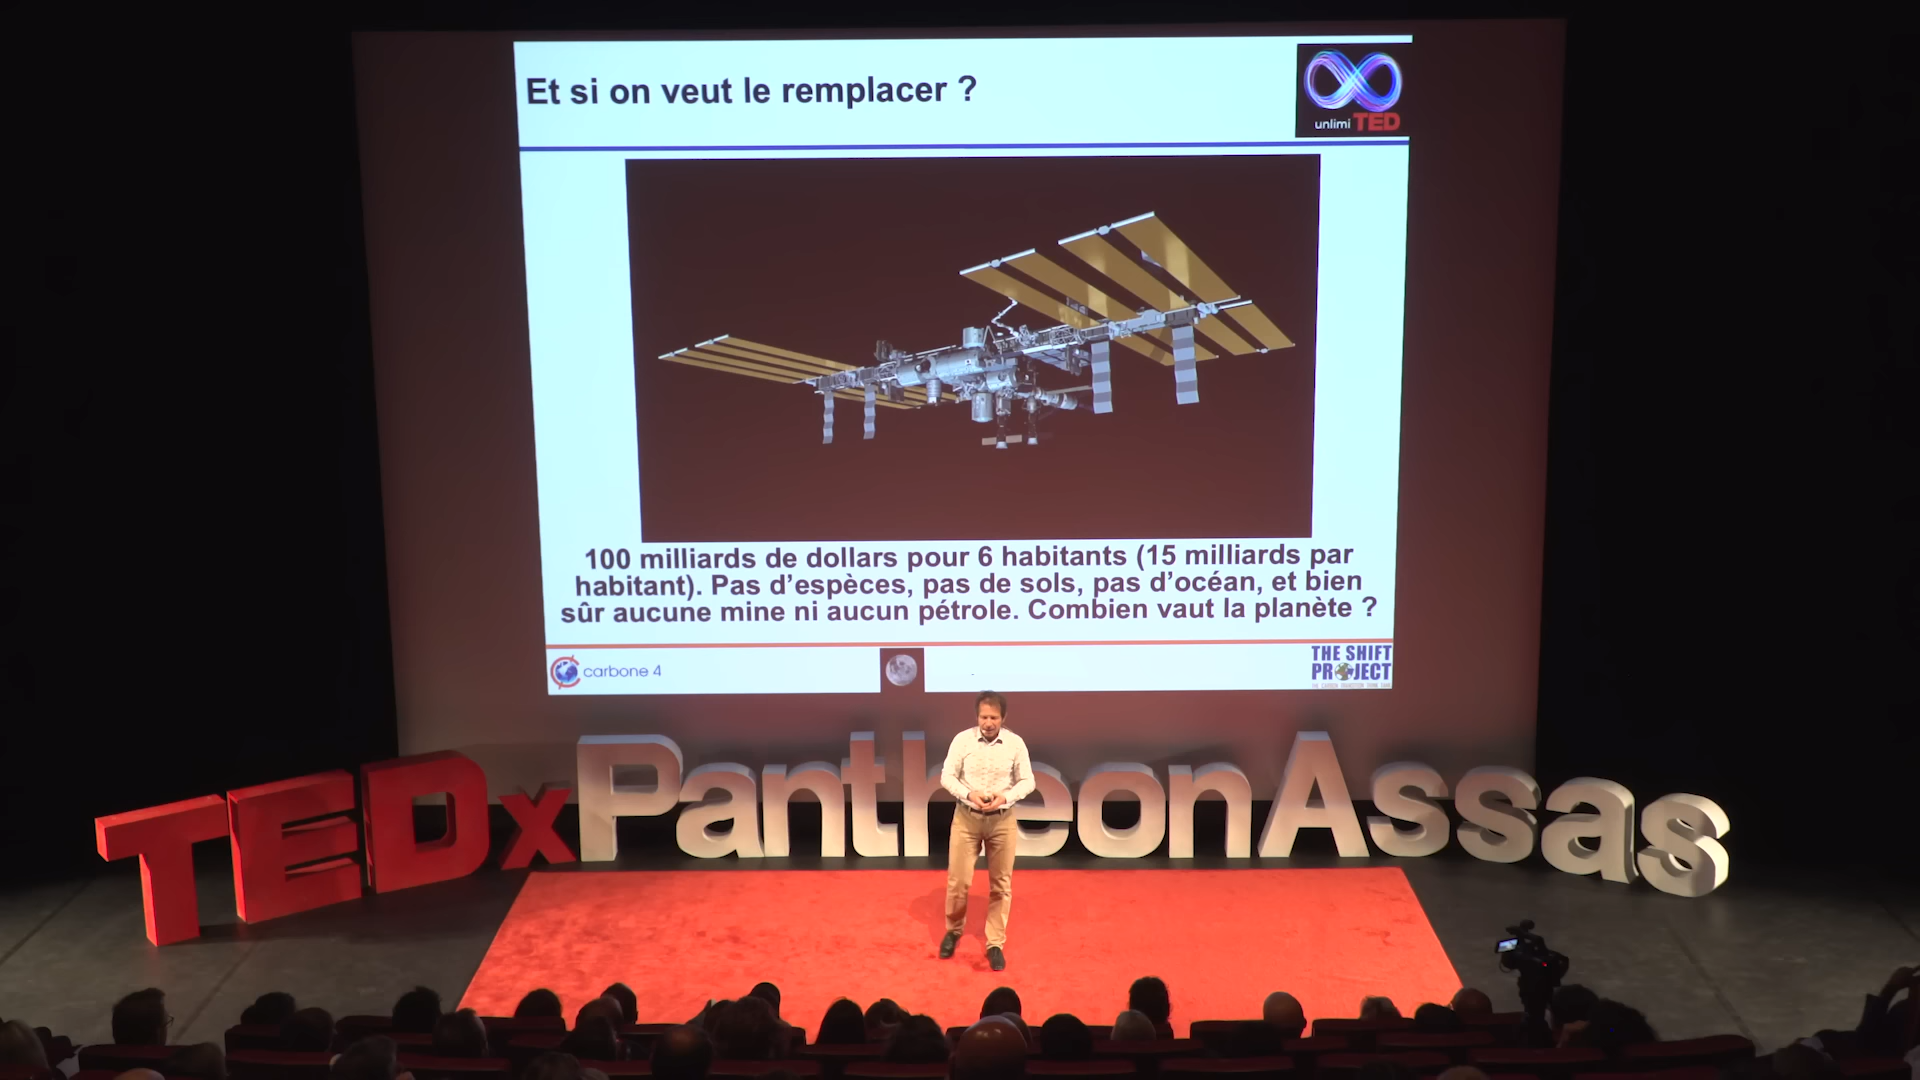 Et si on veut le remplacer ?
unlimiTED
100 milliards de dollars pour 6 habitants (15 milliards par
habitant). Pas d’espèces, pas de sols, pas d’océan, et bien
sûr aucune mine ni aucun pétrole. Combien vaut la planète ?
carbone 4
THE SHIFT
PROJECT
TEDxPantheonAssas